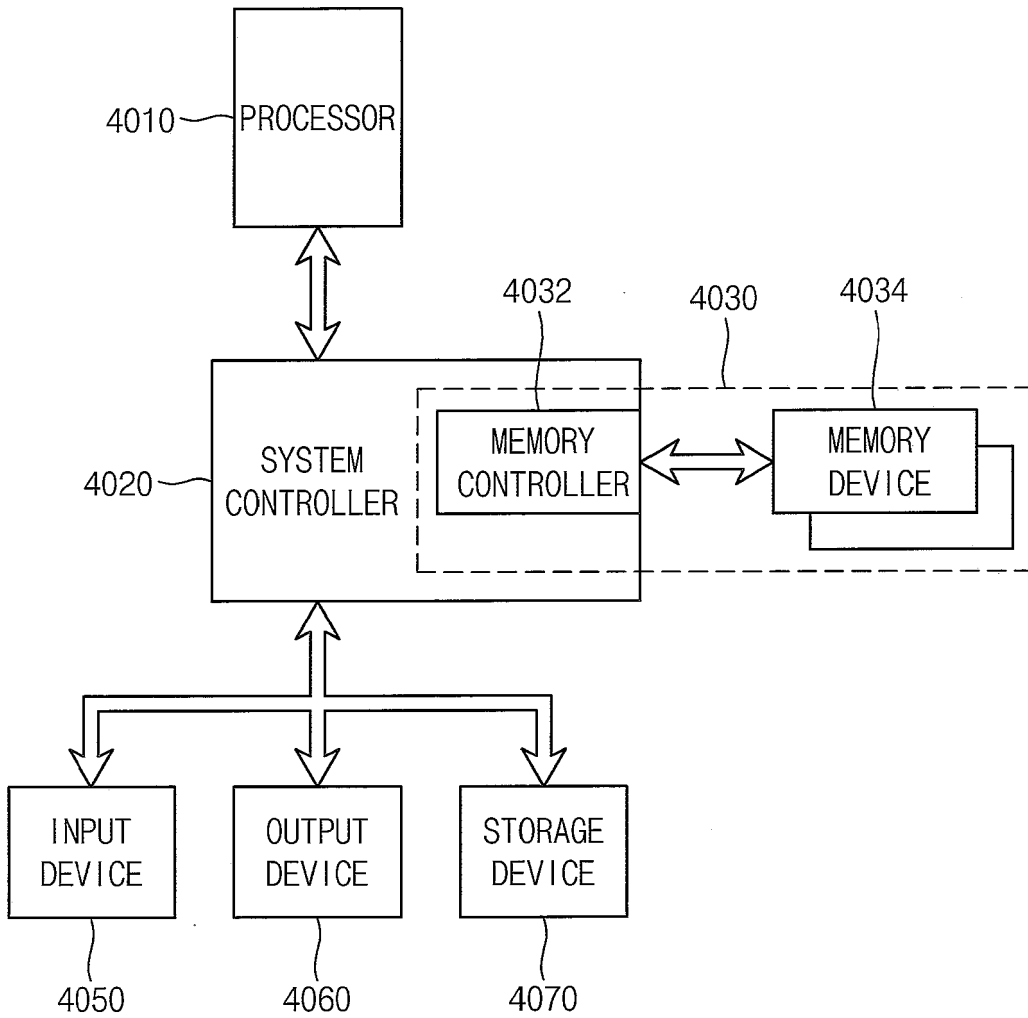 PROCESSOR
4010
4032
4030
4034
MEMORY
CONTROLLER
MEMORY
DEVICE
SYSTEM
CONTROLLER
4020
INPUT
DEVICE
OUTPUT
DEVICE
STORAGE
DEVICE
4050
4060
4070